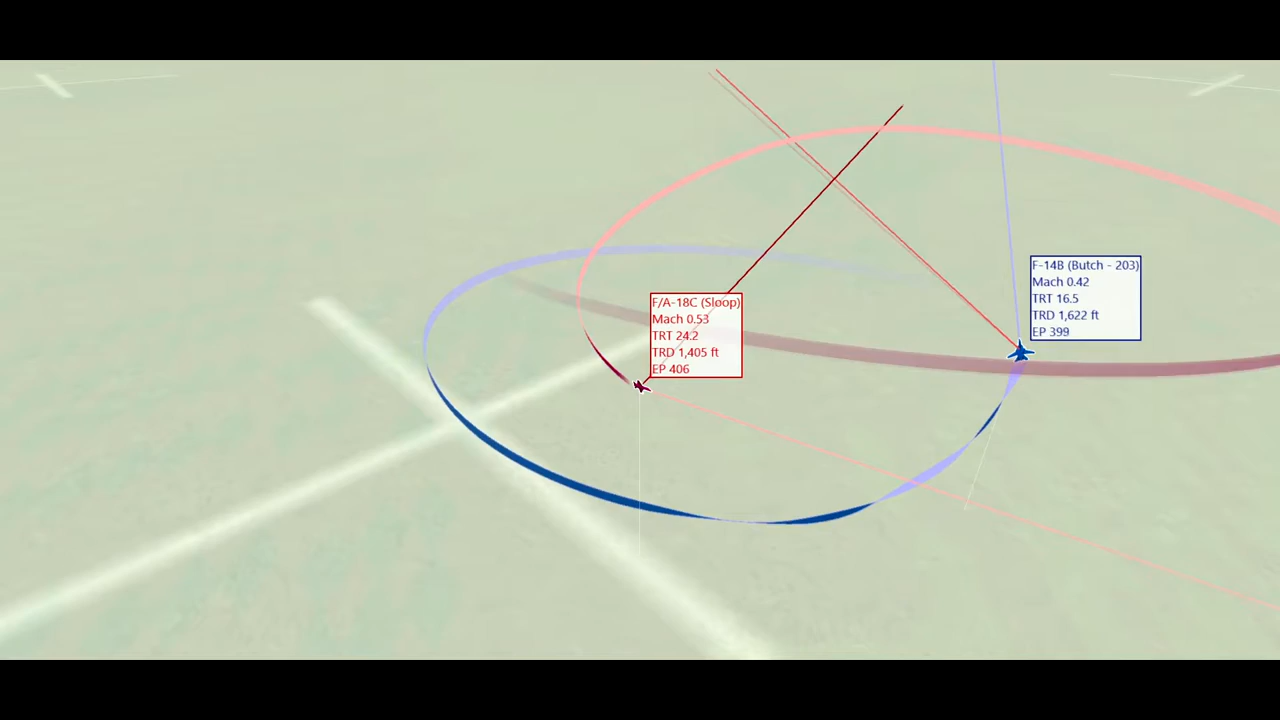 F-14B (Butch - 203)
Mach 0.42
TRT 16.5
TRD 1,622 ft
EP 399
F/A-18C (Sloop)
Mach 0.53
TRT 24.2
TRD 1,405 ft
EP 406